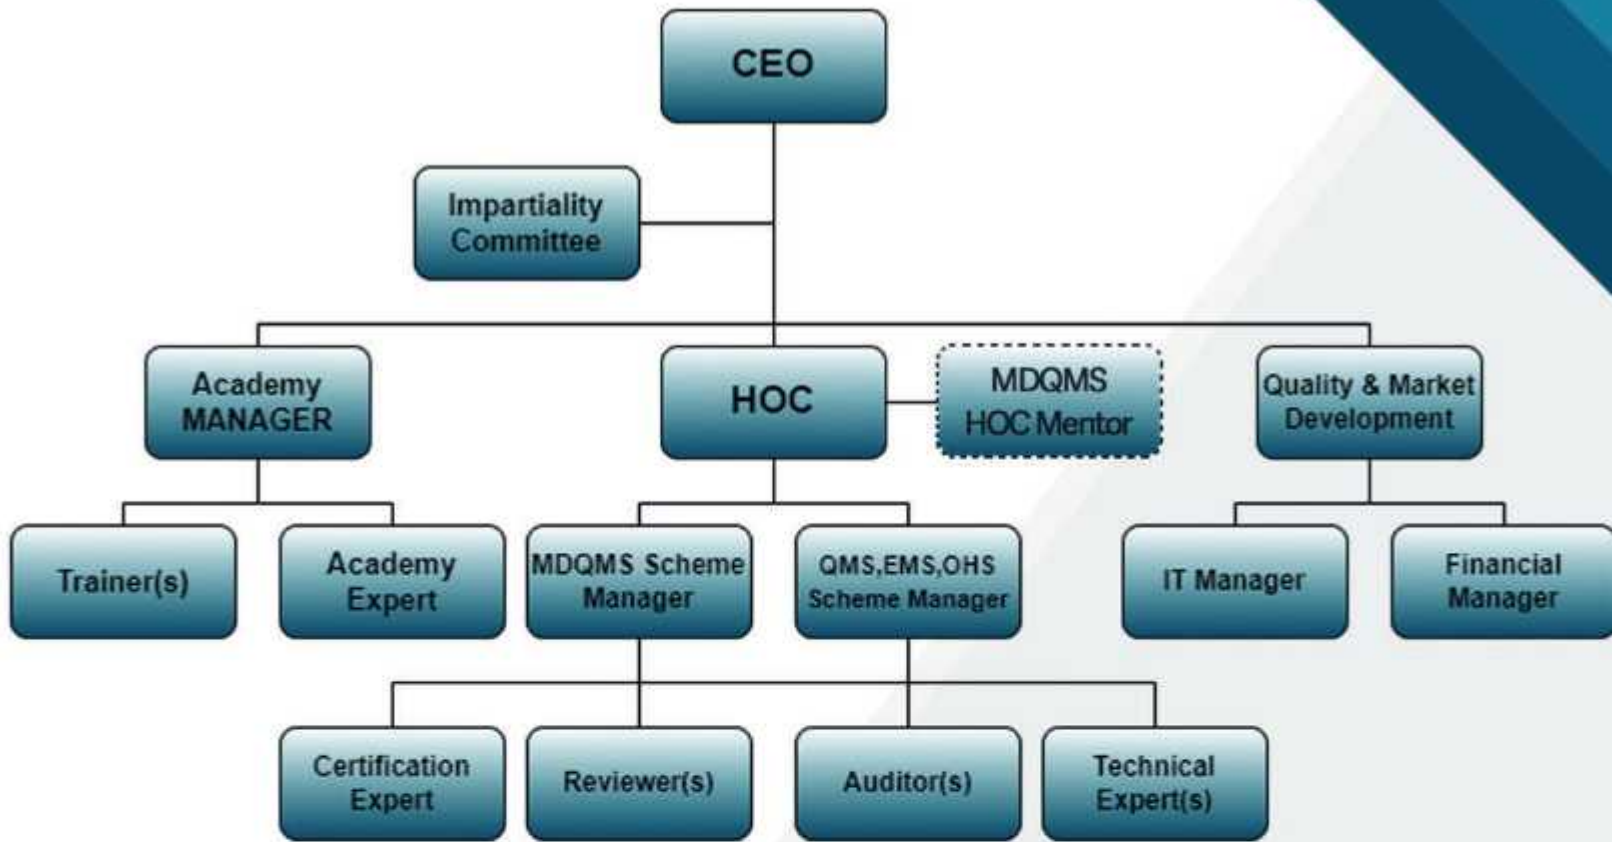 CEO
Impartiality
Committee
Academy
MANAGER
HOC
MDQMS
HOC Mentor
Quality & Market
Development
Trainer(s)
Academy
Expert
MDQMS Scheme
Manager
QMS,EMS,OHS
Scheme Manager
IT Manager
Financial
Manager
Certification
Expert
Reviewer(s)
Auditor(s)
Technical
Expert(s)